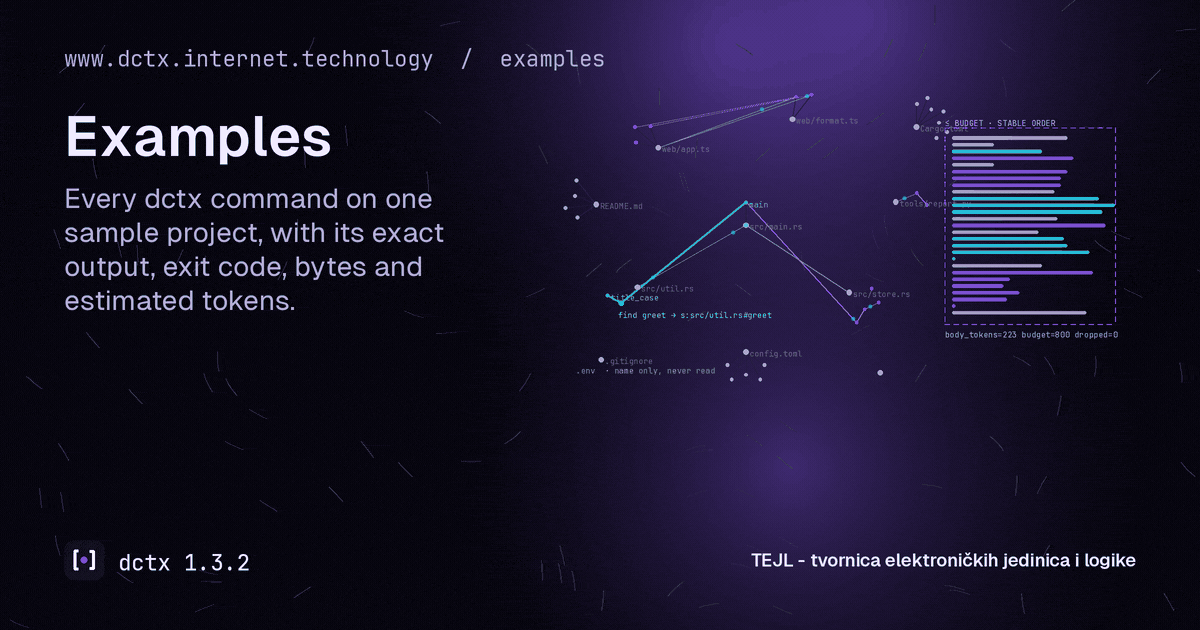 www.dctx.internet.technology / examples
Examples
Every dctx command on one
sample project, with its exact
output, exit code, bytes and
estimated tokens.
web/format.ts
web/app.ts
README.md
main
src/main.rs
src/util.rs
title_case
find greet → s:src/util.rs#greet
src/store.rs
.gitignore
.env · name only, never read
config.toml
≤ BUDGET · STABLE ORDER
body_tokens=223 budget=800 dropped=0
dctx 1.3.2
TEJL - tvornica elektroničkih jedinica i logike